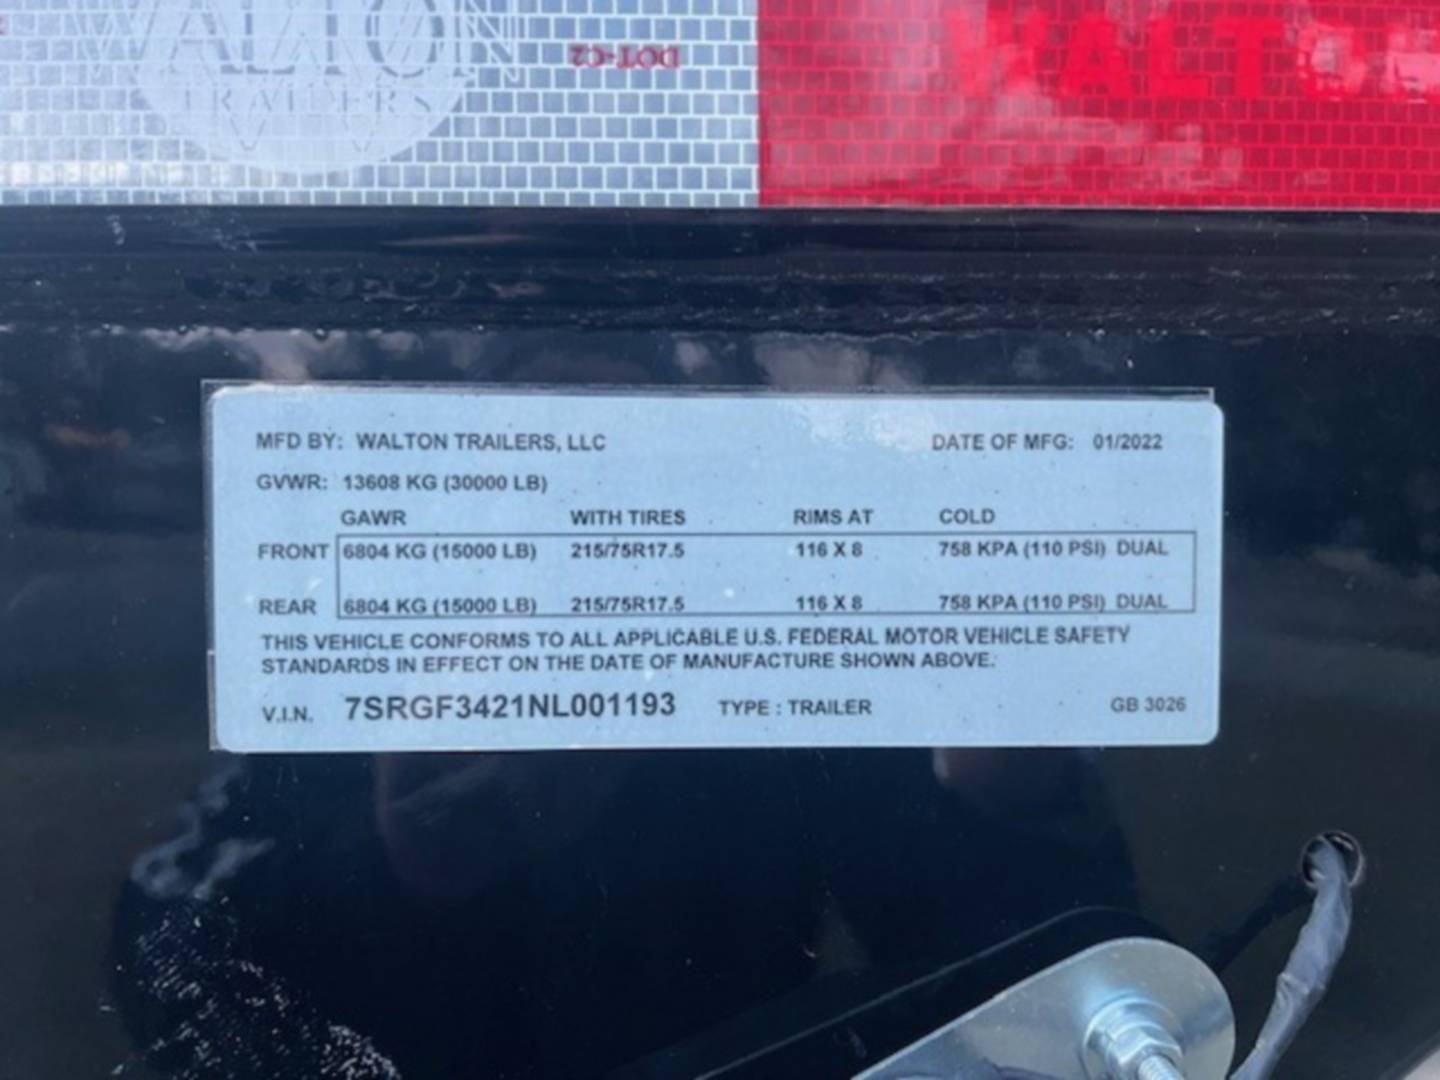 WALTON
TRAILERS
DOT-C2
WALTO
MFD BY: WALTON TRAILERS, LLC DATE OF MFG: 01/2022
GVWR: 13608 KG (30000 LB)
GAWR WITH TIRES RIMS AT COLD
FRONT 6804 KG (15000 LB) 215/75R17.5 116 X 8 758 KPA (110 PSI) DUAL
REAR 6804 KG (15000 LB) 215/75R17.5 116 X 8 758 KPA (110 PSI) DUAL
THIS VEHICLE CONFORMS TO ALL APPLICABLE U.S. FEDERAL MOTOR VEHICLE SAFETY
STANDARDS IN EFFECT ON THE DATE OF MANUFACTURE SHOWN ABOVE.
V.I.N. 7SRGF3421NL001193 TYPE : TRAILER GB 3026